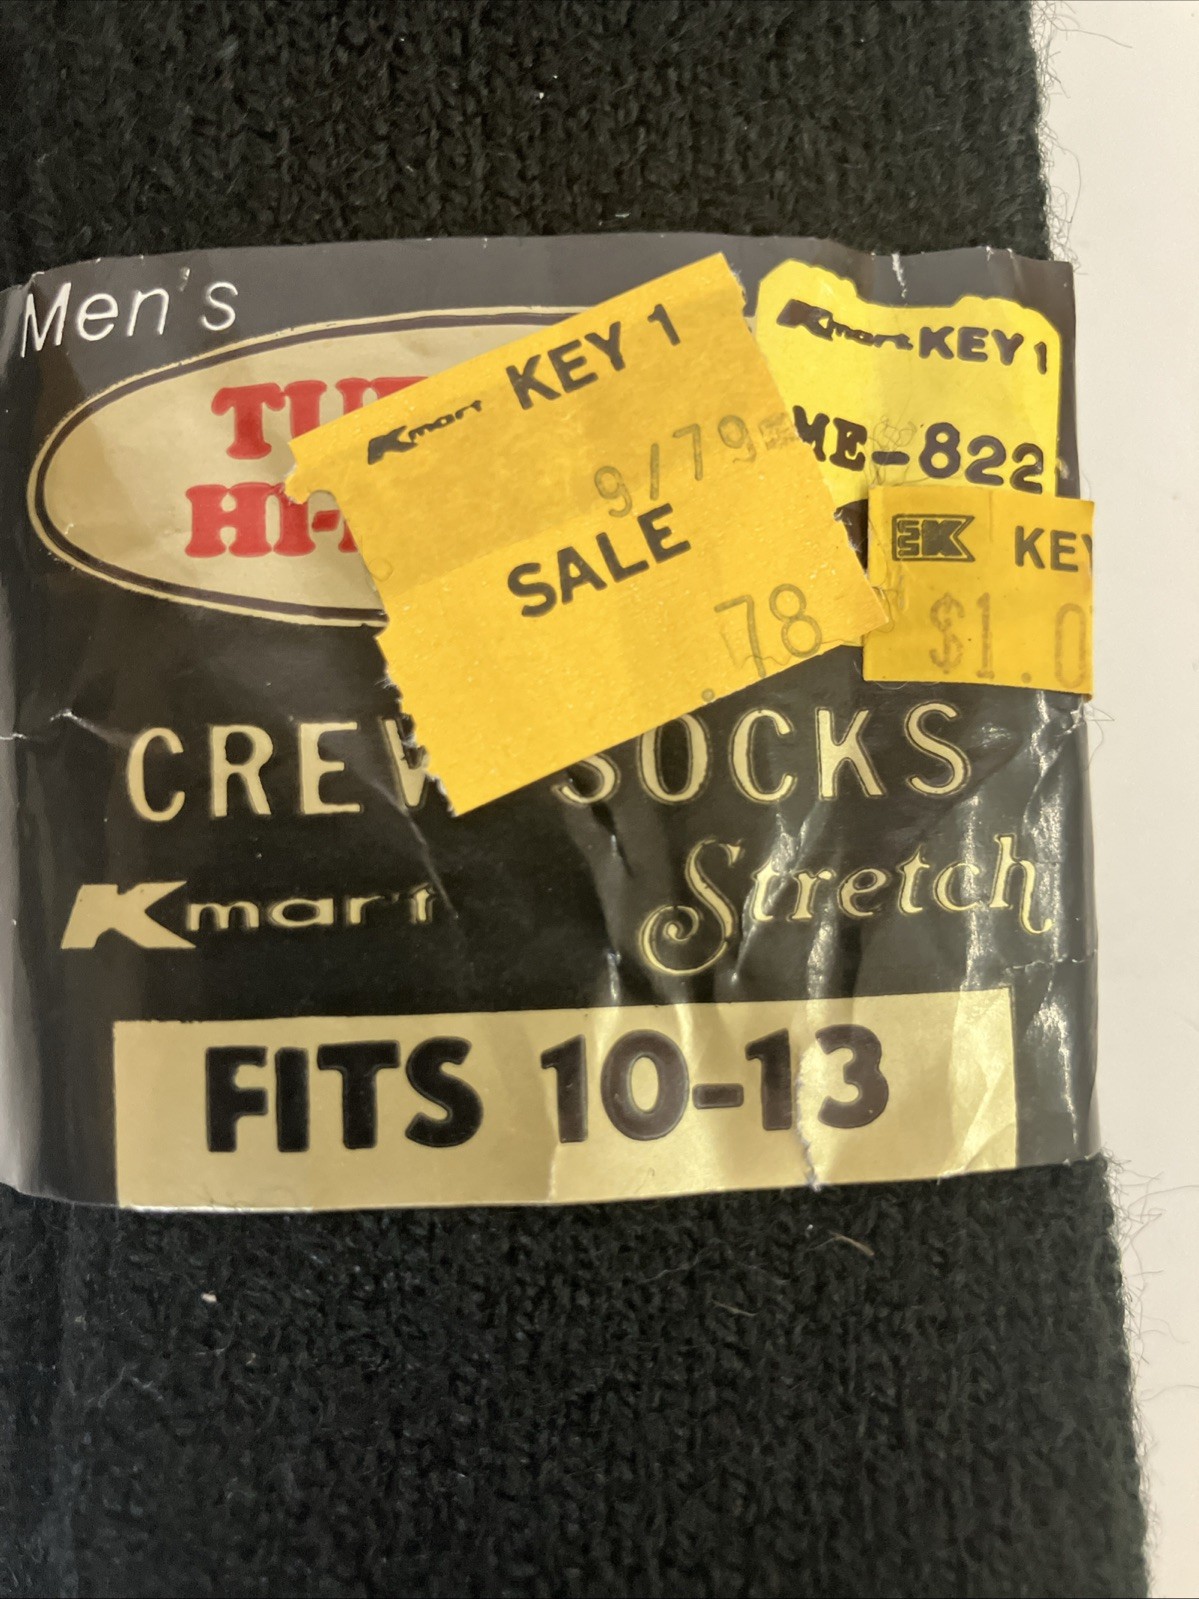 Men's
Kmart KEY 1
9/79
SALE
.78
Kmart KEY 1
ME-822
KEY
$1.0
HI-
CREW SOCKS
Kmart
Stretch
FITS 10-13